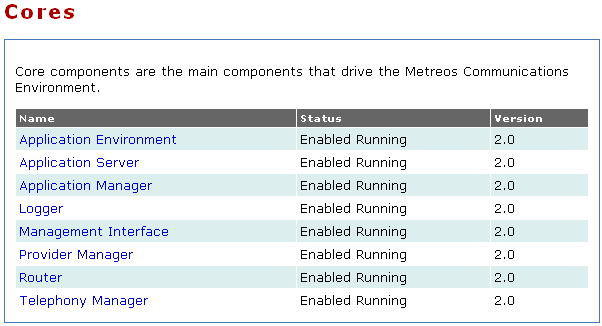 Cores
Core components are the main components that drive the Metreos Communications
Environment.
Name Status Version
Application Environment Enabled Running 2.0
Application Server Enabled Running 2.0
Application Manager Enabled Running 2.0
Logger Enabled Running 2.0
Management Interface Enabled Running 2.0
Provider Manager Enabled Running 2.0
Router Enabled Running 2.0
Telephony Manager Enabled Running 2.0